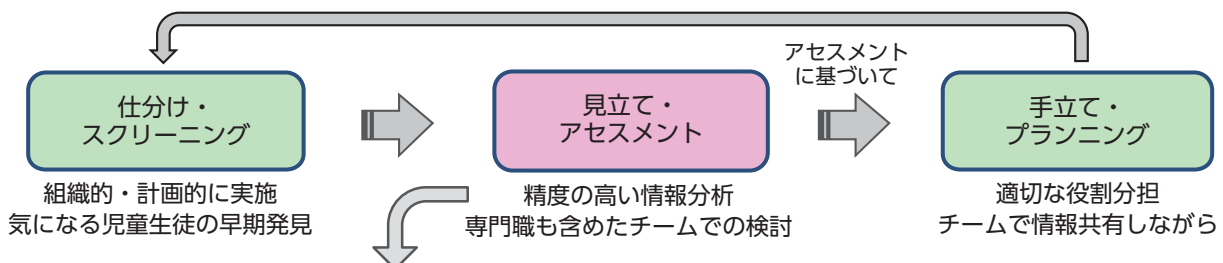 アセスメント
に基づいて
仕分け・
スクリーニング
見立て・
アセスメント
手立て・
プランニング
組織的・計画的に実施
気になる児童生徒の早期発見
精度の高い情報分析
専門職も含めたチームでの検討
適切な役割分担
チームで情報共有しながら